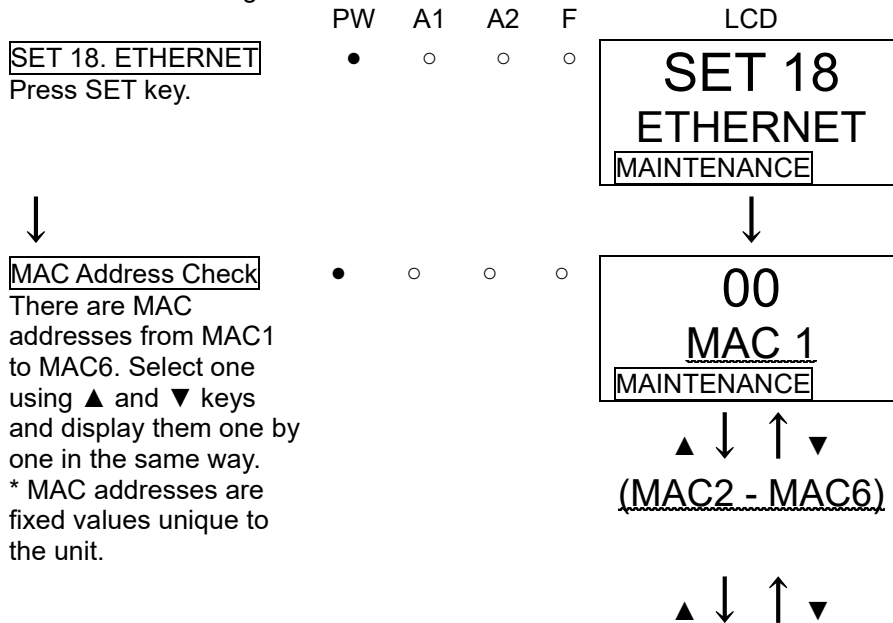 PW A1 A2 F LCD
SET 18. ETHERNET ● ○ ○ ○
Press SET key.
SET 18
ETHERNET
MAINTENANCE
↓ ↓
MAC Address Check ● ○ ○ ○
There are MAC
addresses from MAC1
to MAC6. Select one
using ▲ and ▼ keys
and display them one by
one in the same way.
* MAC addresses are
fixed values unique to
the unit.
00
MAC 1
MAINTENANCE
▲ ↓ ↑ ▼
(MAC2 - MAC6)
▲ ↓ ↑ ▼